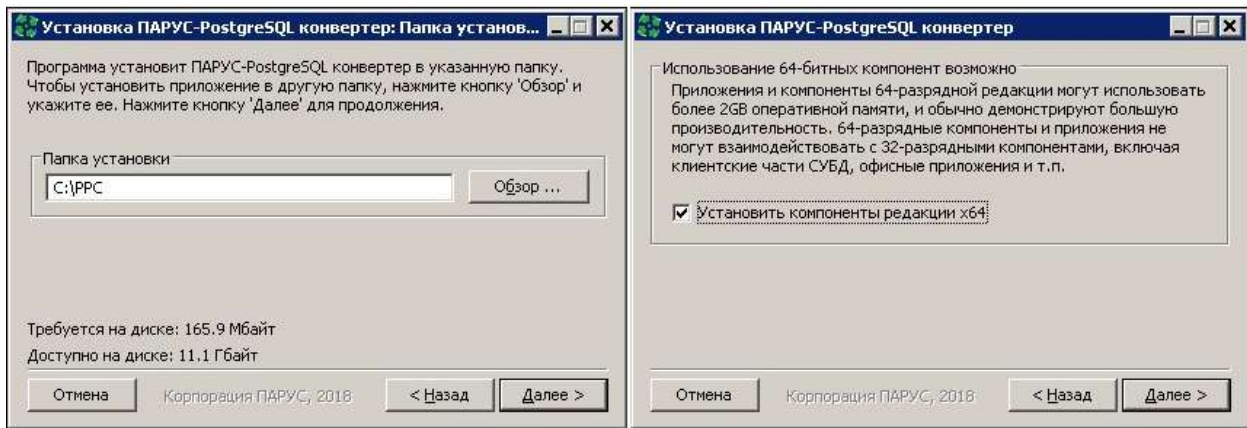 Установка ПАРУС-PostgreSQL конвертер: Папка установ...
Программа установит ПАРУС-PostgreSQL конвертер в указанную папку.
Чтобы установить приложение в другую папку, нажмите кнопку 'Обзор' и
укажите ее. Нажмите кнопку 'Далее' для продолжения.
Папка установки
C:\PPC
Обзор ...
Требуется на диске: 165.9 Мбайт
Доступно на диске: 11.1 Гбайт
Отмена
Корпорация ПАРУС, 2018
< Назад
Далее >
Установка ПАРУС-PostgreSQL конвертер
Использование 64-битных компонент возможно
Приложения и компоненты 64-разрядной редакции могут использовать
более 2GB оперативной памяти, и обычно демонстрируют большую
производительность. 64-разрядные компоненты и приложения не
могут взаимодействовать с 32-разрядными компонентами, включая
клиентские части СУБД, офисные приложения и т.п.
Установить компоненты редакции x64
Отмена
Корпорация ПАРУС, 2018
< Назад
Далее >